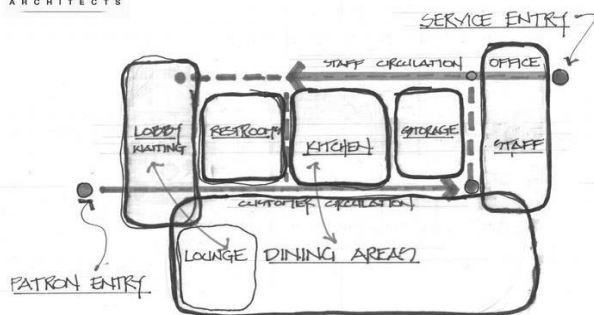 ARCHITECTS
SERVICE ENTRY
STAFF CIRCULATION
OFFICE
LOBBY
WAITING
RESTROOMS
KITCHEN
STORAGE
STAFF
CUSTOMER CIRCULATION
LOUNGE
DINING AREAS
PATRON ENTRY